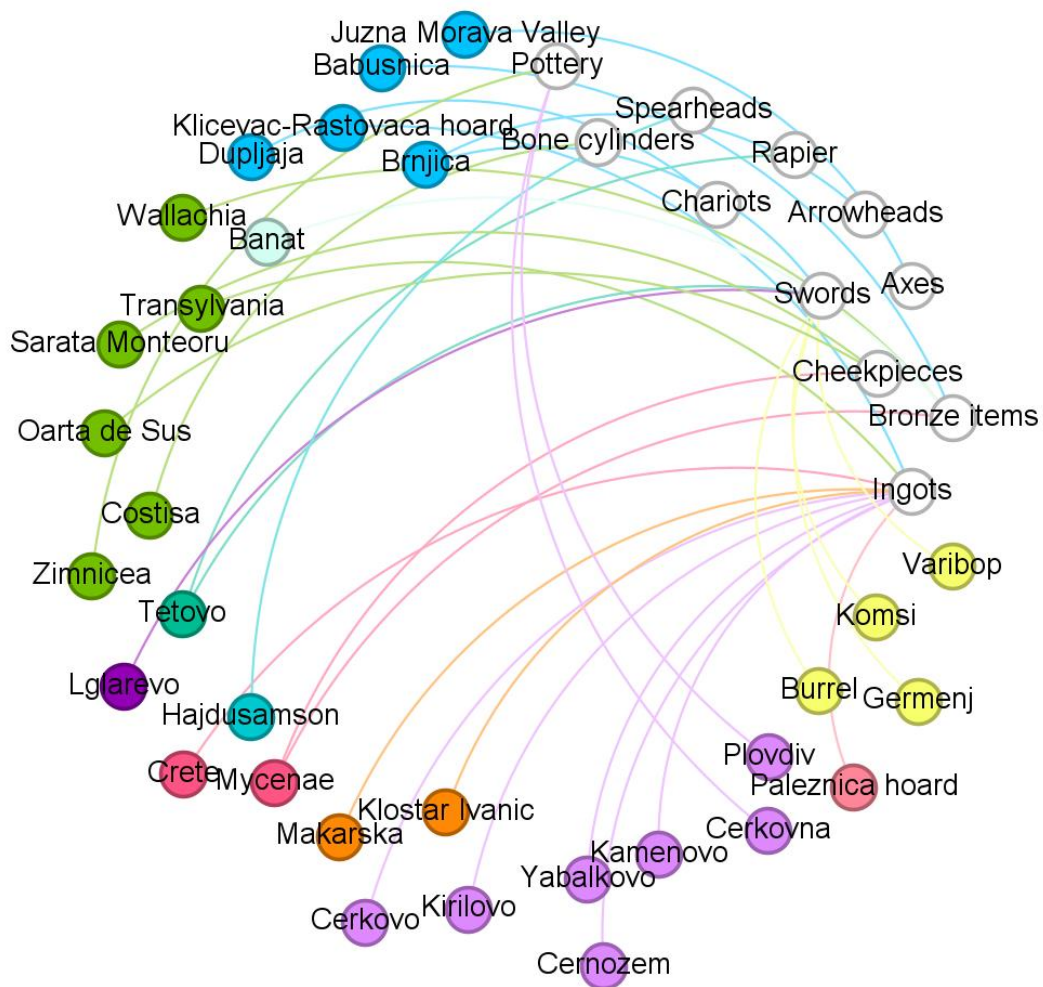 Juzna Morava Valley
Babusnica
Pottery
Spearheads
Klicevac-Rastovaca hoard
Bone cylinders
Dupljaja
Brnjica
Rapier
Chariots
Arrowheads
Wallachia
Banat
Axes
Swords
Transylvania
Sarata Monteoru
Cheekpieces
Bronze items
Oarta de Sus
Ingots
Costisa
Varibop
Zimnicea
Tetovo
Komsi
Lglarevo
Burrel
Germenj
Hajdusamson
Plovdiv
Crete
Mycenae
Paleznica hoard
Klostar Ivanic
Makarska
Cerkovna
Kamenovo
Yabalkovo
Kirilovo
Cerkovo
Cernozem